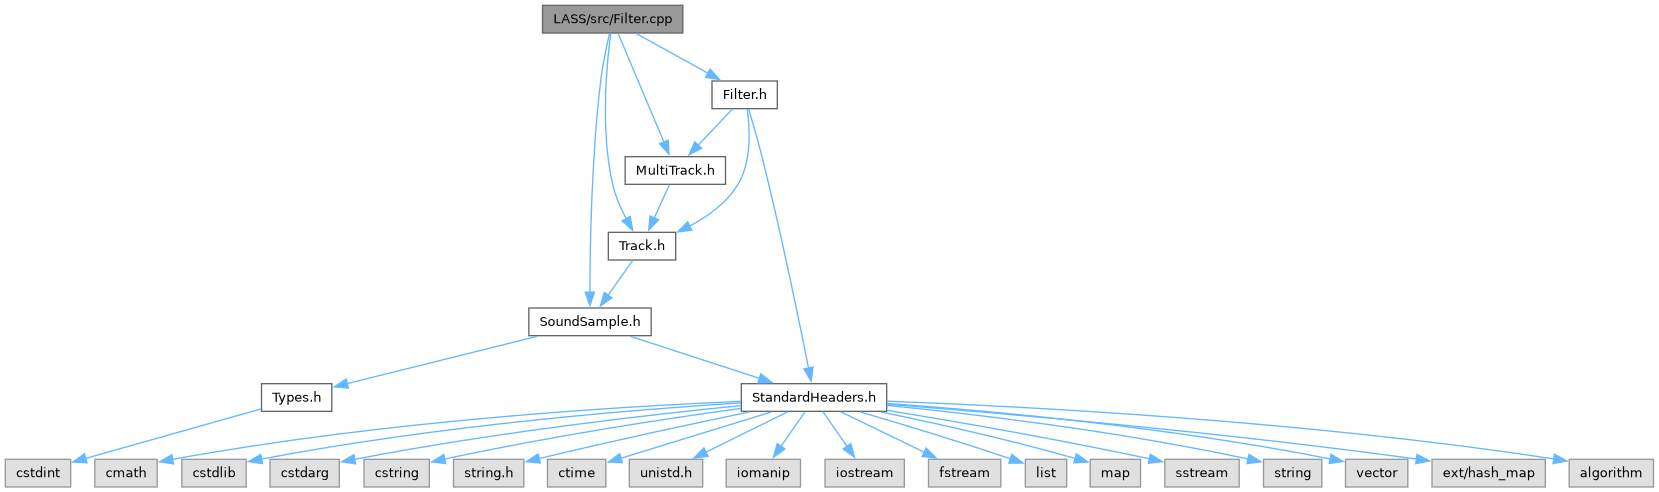 LASS/src/Filter.cpp
Filter.h
MultiTrack.h
Track.h
SoundSample.h
Types.h
StandardHeaders.h
cstdint
cmath
cstdlib
cstdarg
cstring
string.h
ctime
unistd.h
iomanip
iostream
fstream
list
map
sstream
string
vector
ext/hash_map
algorithm